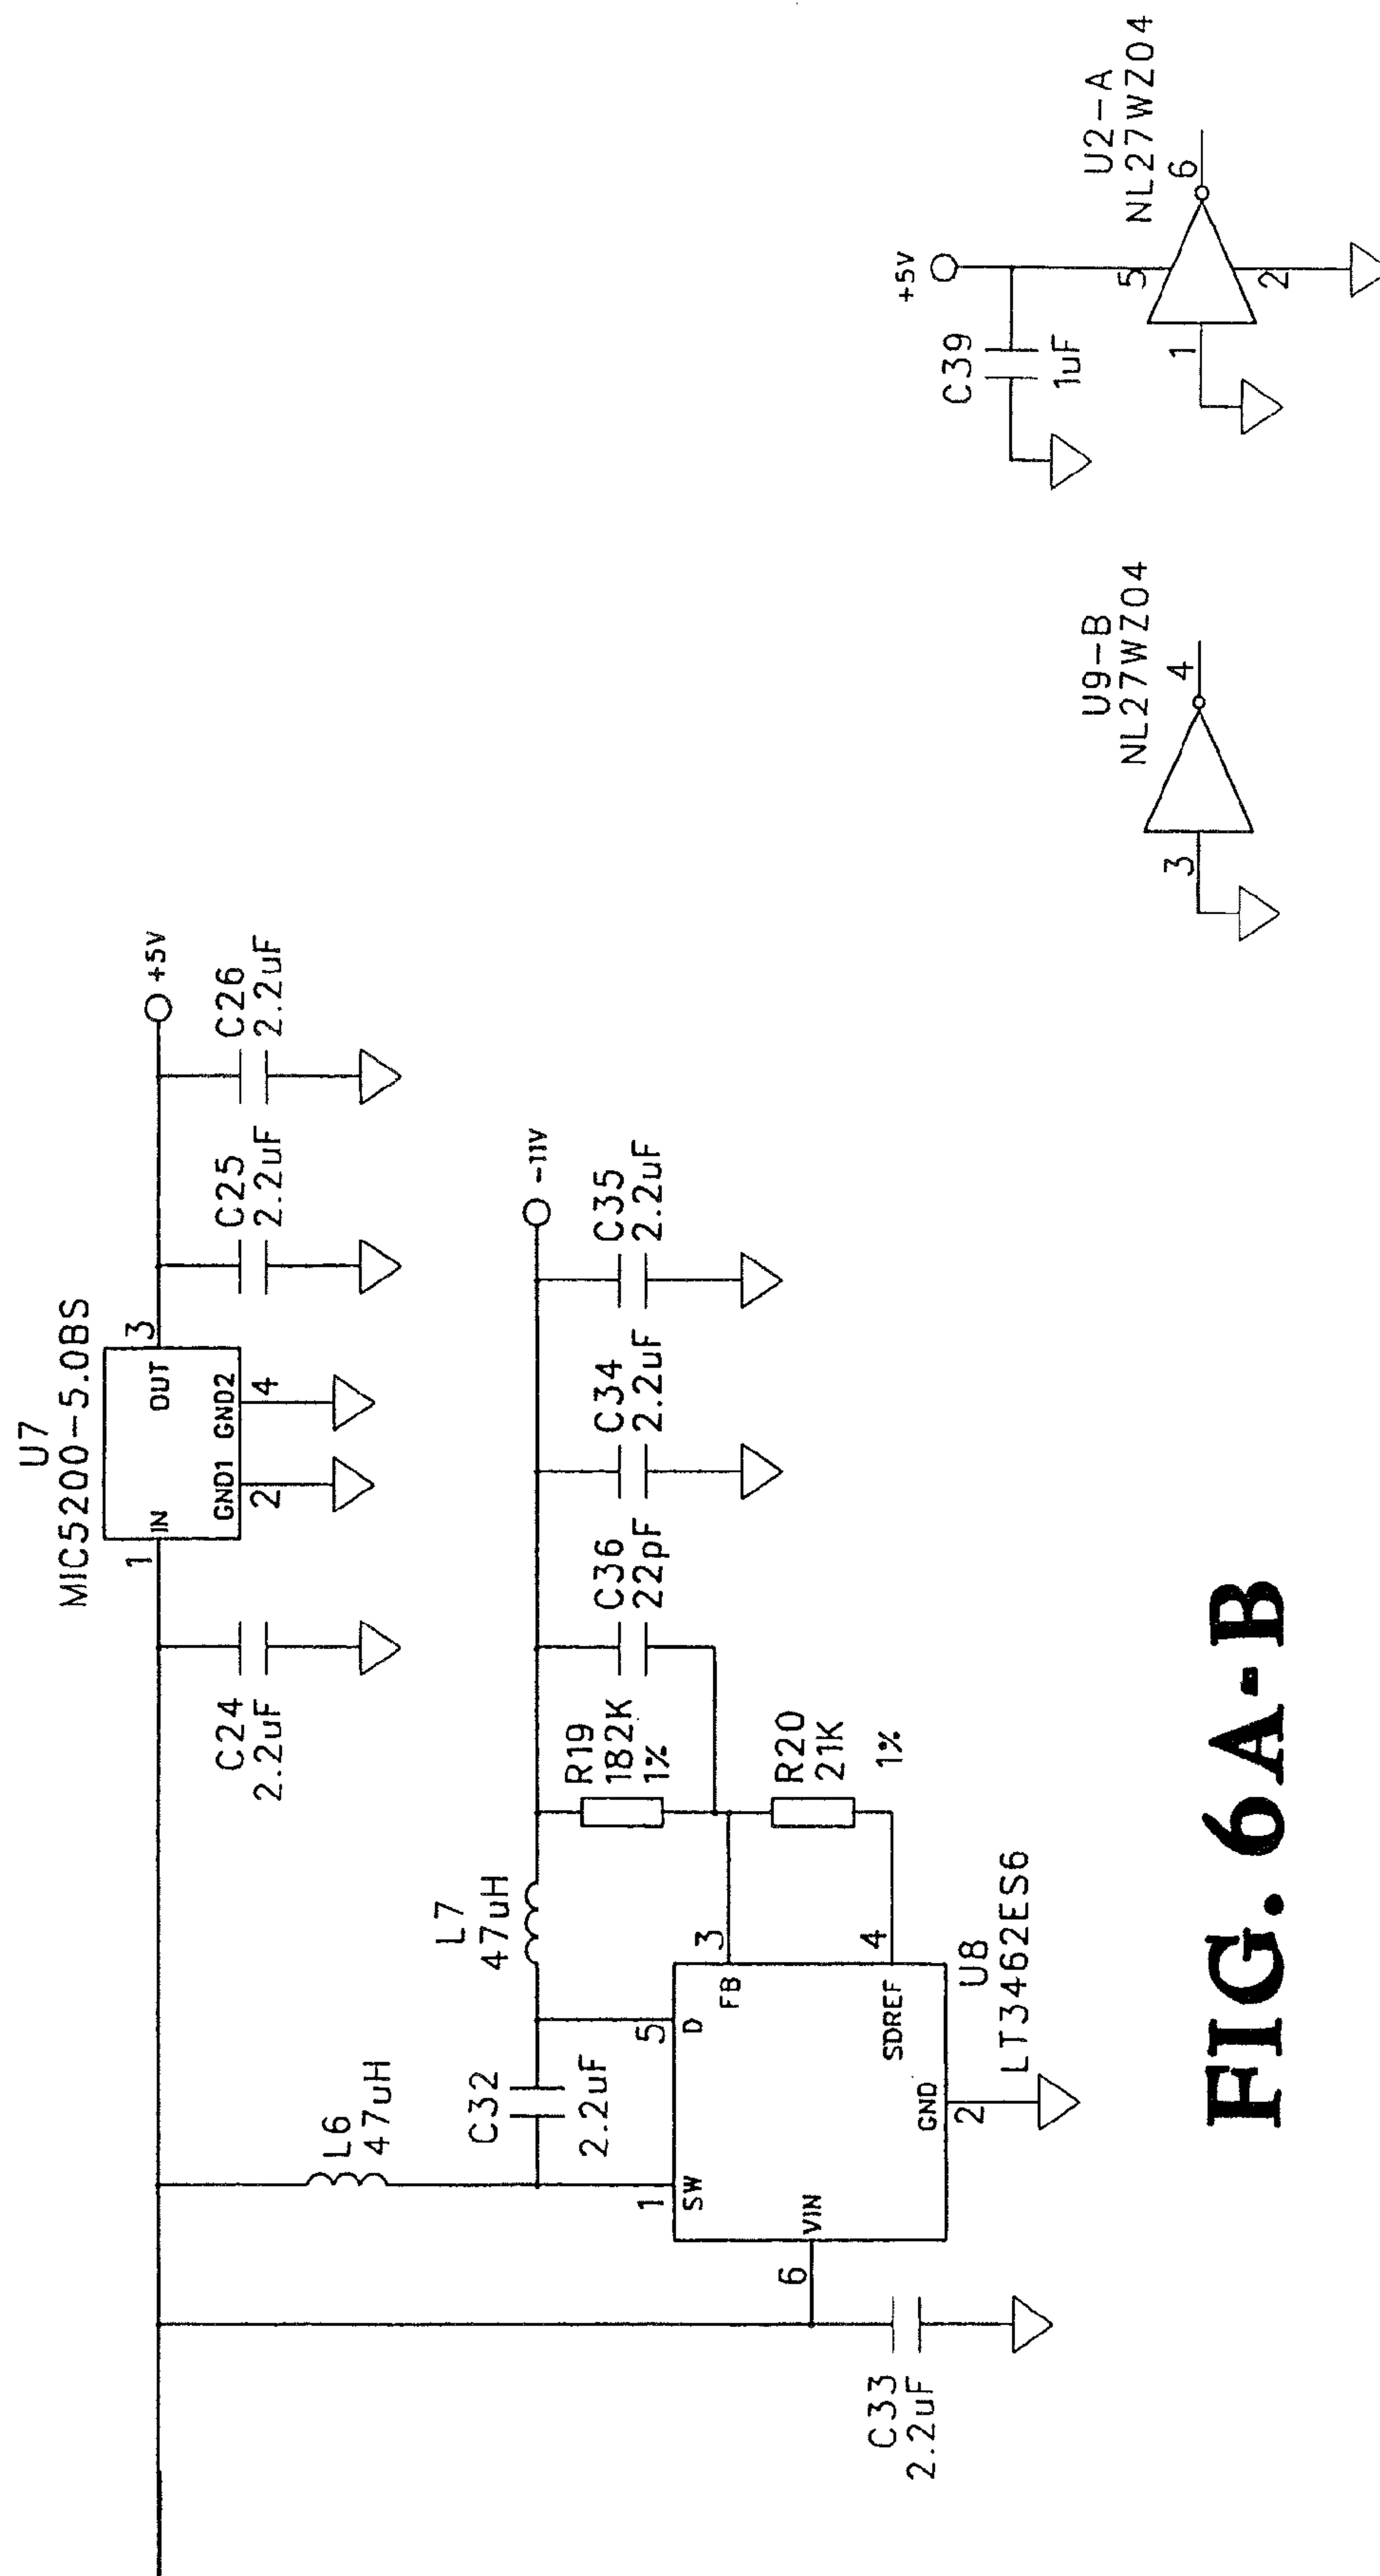 U7
MIC5200-5.0BS
1
IN
OUT
3
GND1
GND2
2
4
+5V
C24
2.2uF
C25
2.2uF
C26
2.2uF
L6
47uH
L7
47uH
-11V
C32
2.2uF
R19
182K
1%
C36
22pF
C34
2.2uF
C35
2.2uF
R20
21K
1%
1
SW
5
D
3
FB
4
SDREF
6
VIN
GND
2
U8
LT3462ES6
C33
2.2uF
+5V
C39
1uF
U9-B
NL27WZ04
3
4
U2-A
NL27WZ04
5
6
1
2
FIG. 6A-B